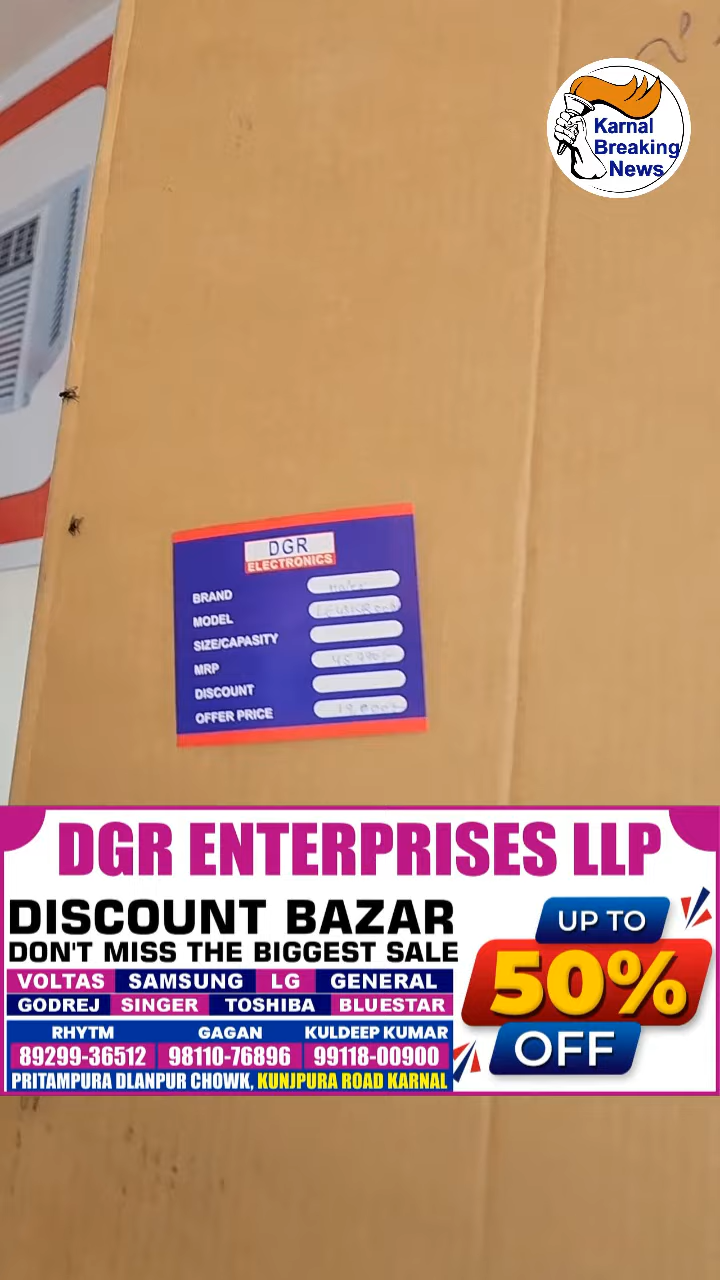 Karnal
Breaking
News
DGR
ELECTRONICS
BRAND
MODEL
SIZE/CAPASITY
MRP
DISCOUNT
OFFER PRICE
DGR ENTERPRISES LLP
DISCOUNT BAZAR
DON'T MISS THE BIGGEST SALE
VOLTAS SAMSUNG LG GENERAL
GODREJ SINGER TOSHIBA BLUESTAR
RHYTM GAGAN KULDEEP KUMAR
89299-36512 98110-76896 99118-00900
PRITAMPURA DLANPUR CHOWK, KUNJPURA ROAD KARNAL
UP TO
50%
OFF